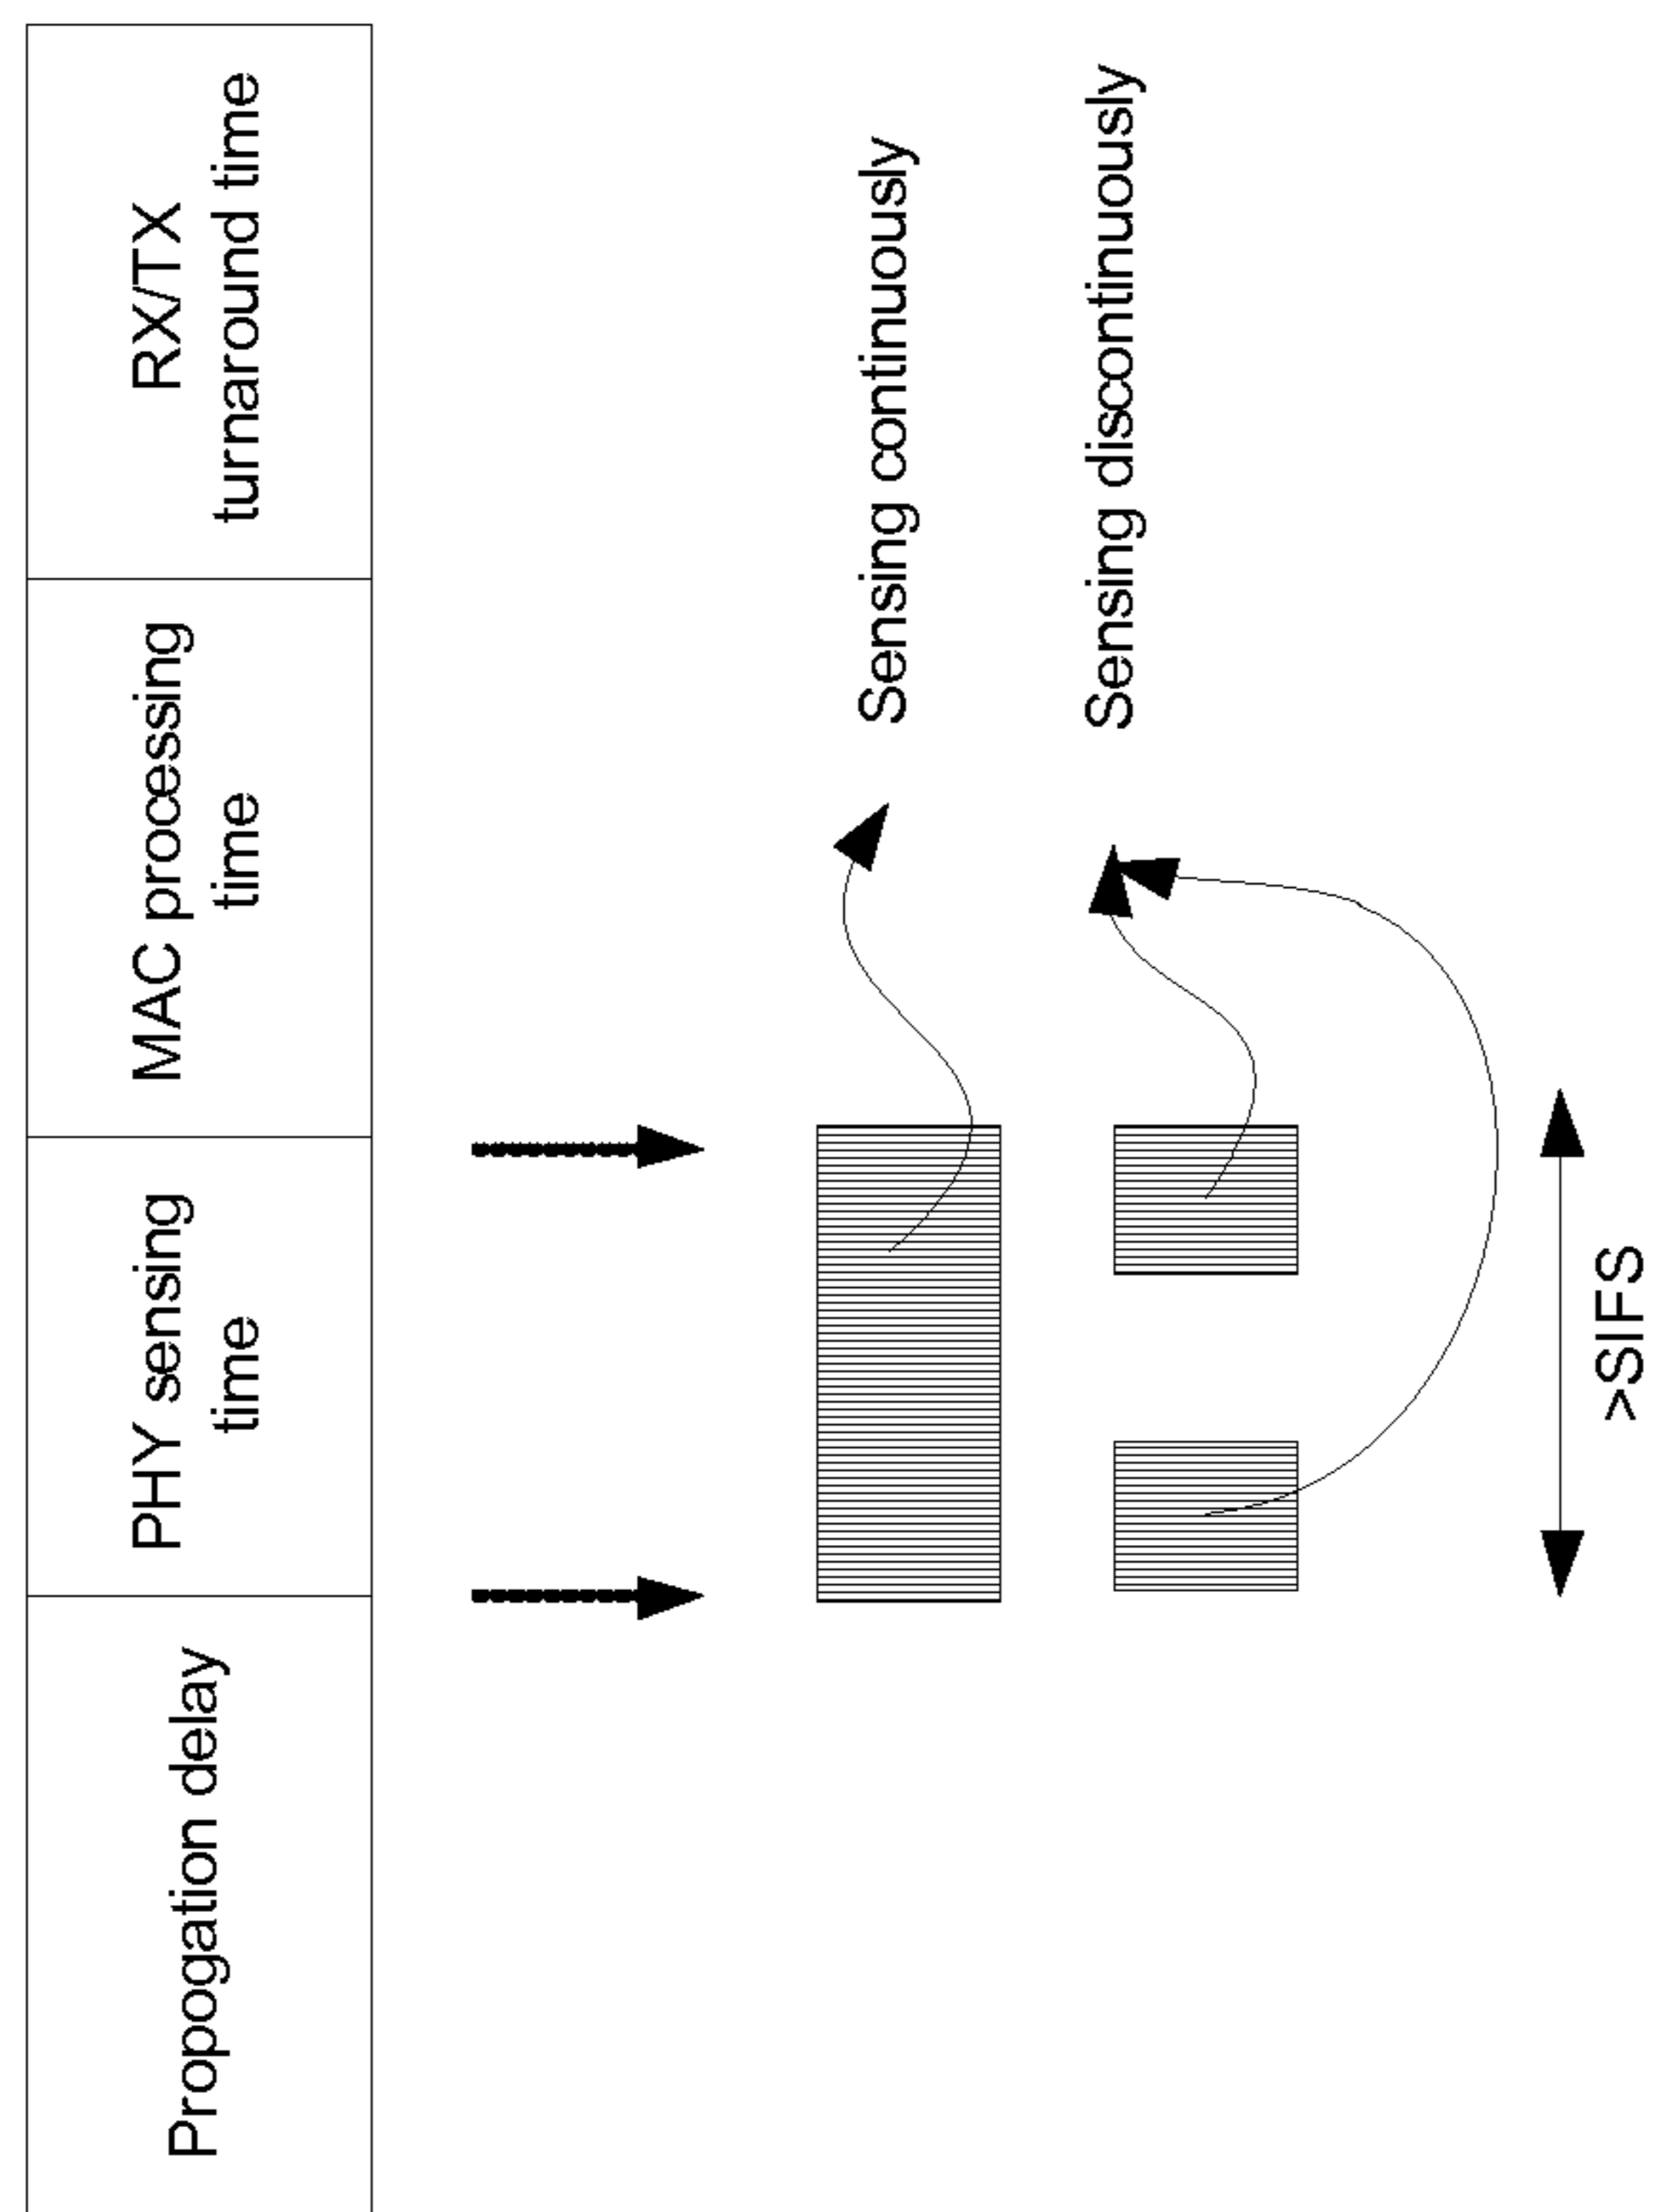 Propogation delay
PHY sensing
time
MAC processing
time
RX/TX
turnaround time
Sensing continuously
Sensing discontinuously
>SIFS